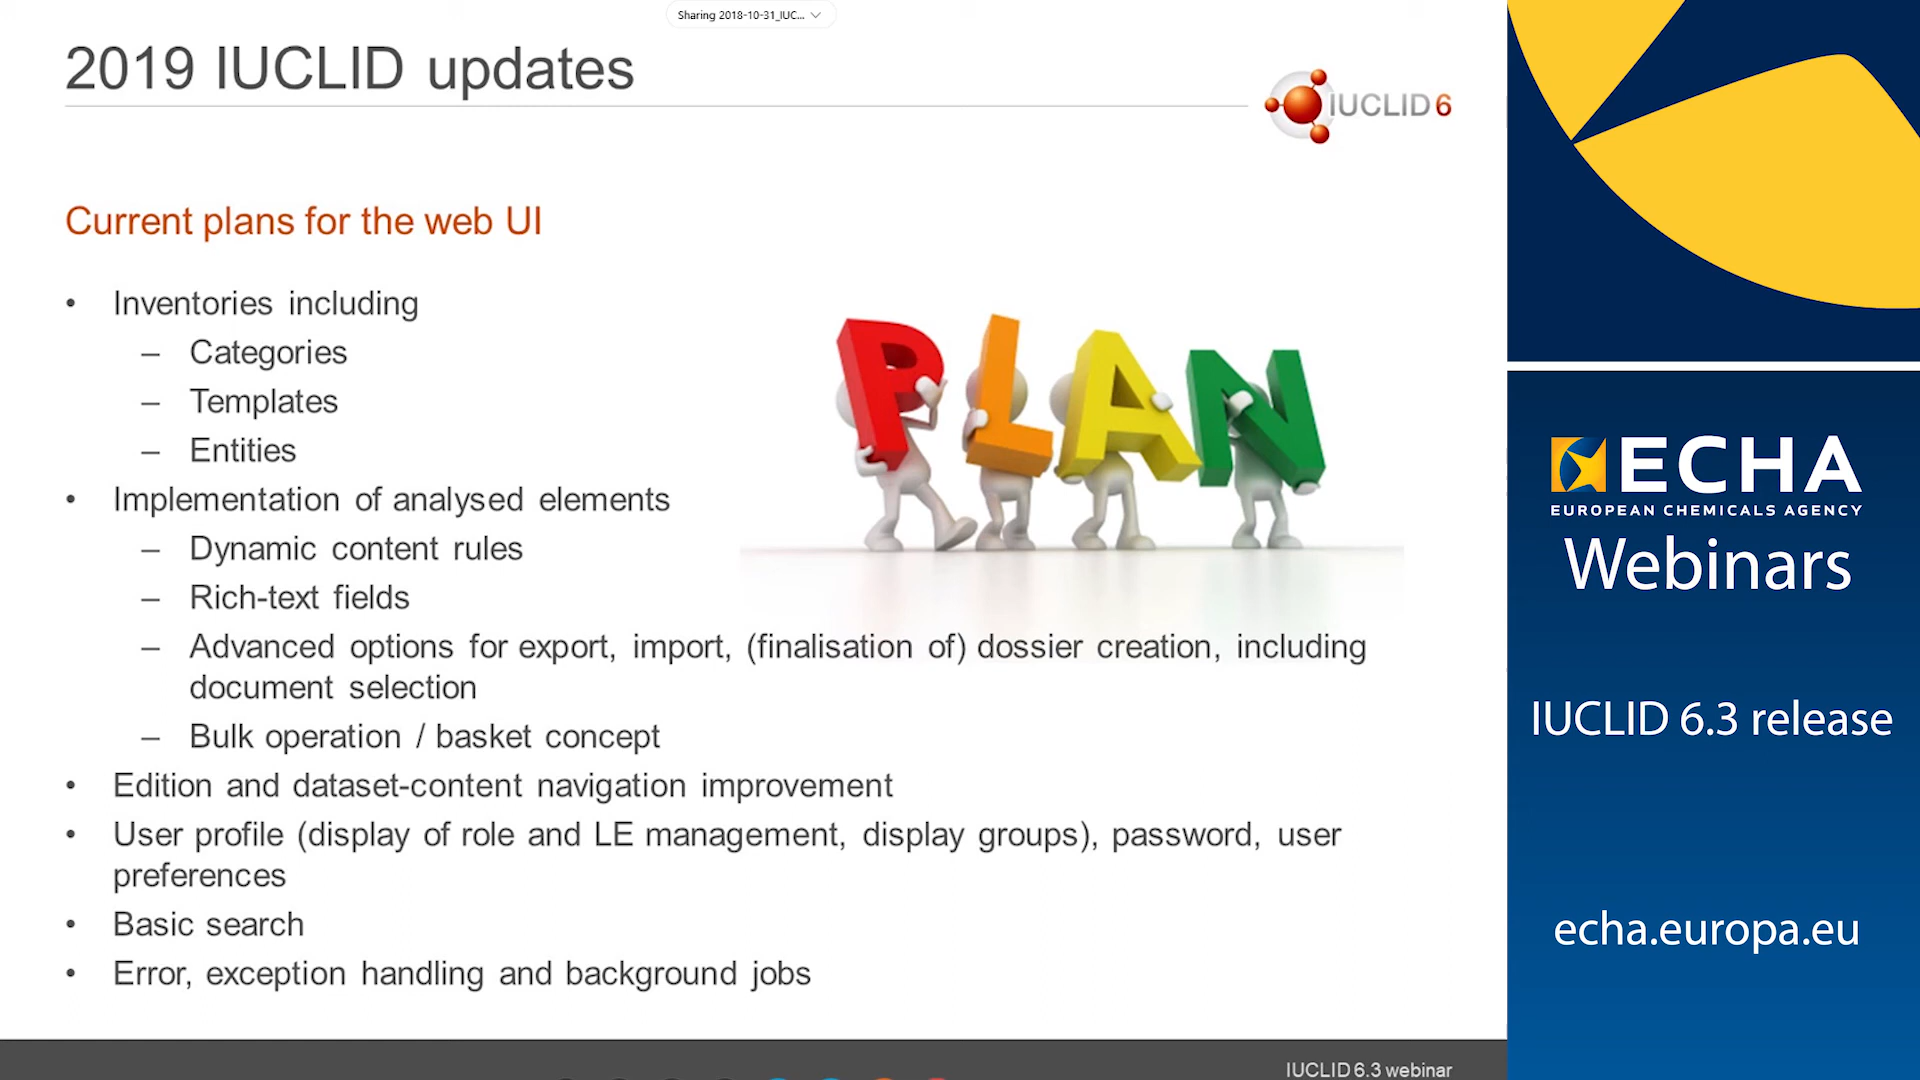 Sharing 2018-10-31_IUC...
2019 IUCLID updates
IUCLID 6
Current plans for the web UI
• Inventories including
– Categories
– Templates
– Entities
• Implementation of analysed elements
– Dynamic content rules
– Rich-text fields
– Advanced options for export, import, (finalisation of) dossier creation, including
document selection
– Bulk operation / basket concept
• Edition and dataset-content navigation improvement
• User profile (display of role and LE management, display groups), password, user
preferences
• Basic search
• Error, exception handling and background jobs
PLAN
IUCLID 6.3 webinar
ECHA
EUROPEAN CHEMICALS AGENCY
Webinars
IUCLID 6.3 release
echa.europa.eu